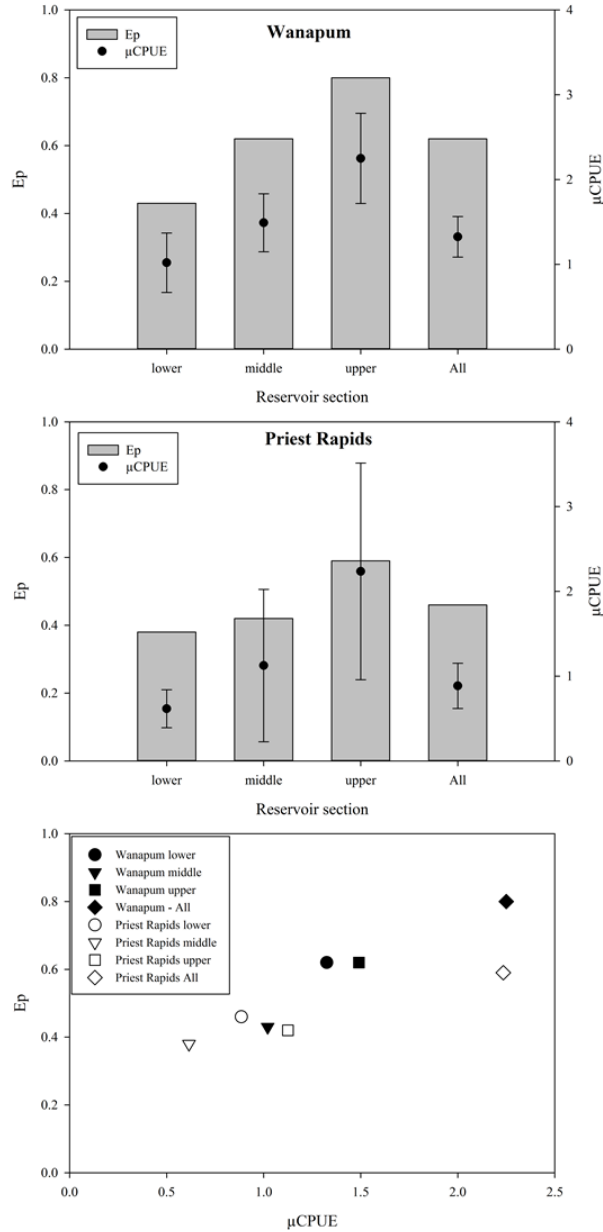 Wanapum
Ep
µCPUE
1.0
0.8
0.6
0.4
0.2
0.0
Ep
4
3
2
1
0
µCPUE
lower middle upper All
Reservoir section
Priest Rapids
Ep
µCPUE
1.0
0.8
0.6
0.4
0.2
0.0
Ep
4
3
2
1
0
µCPUE
lower middle upper All
Reservoir section
Wanapum lower
Wanapum middle
Wanapum upper
Wanapum - All
Priest Rapids lower
Priest Rapids middle
Priest Rapids upper
Priest Rapids All
1.0
0.8
0.6
0.4
0.2
0.0
Ep
0.0 0.5 1.0 1.5 2.0 2.5
µCPUE